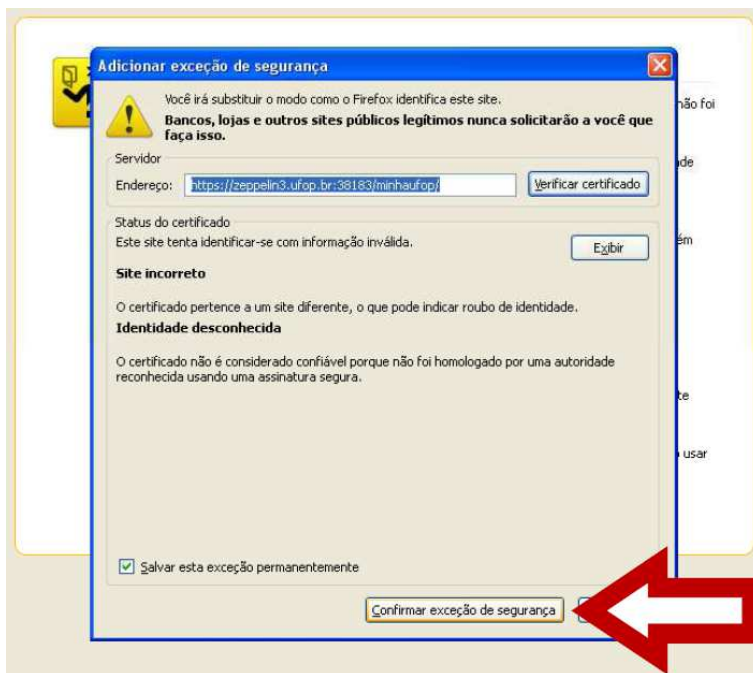 Adicionar exceção de segurança
Você irá substituir o modo como o Firefox identifica este site.
Bancos, lojas e outros sites públicos legítimos nunca solicitarão a você que
faça isso.
não foi
Servidor
Endereço: https://zeppelin3.ufop.br:38183/minhaufop/ Verificar certificado
Status do certificado
Este site tenta identificar-se com informação inválida.
Exibir
Site incorreto
O certificado pertence a um site diferente, o que pode indicar roubo de identidade.
Identidade desconhecida
O certificado não é considerado confiável porque não foi homologado por uma autoridade
reconhecida usando uma assinatura segura.
usar
Salvar esta exceção permanentemente
Confirmar exceção de segurança